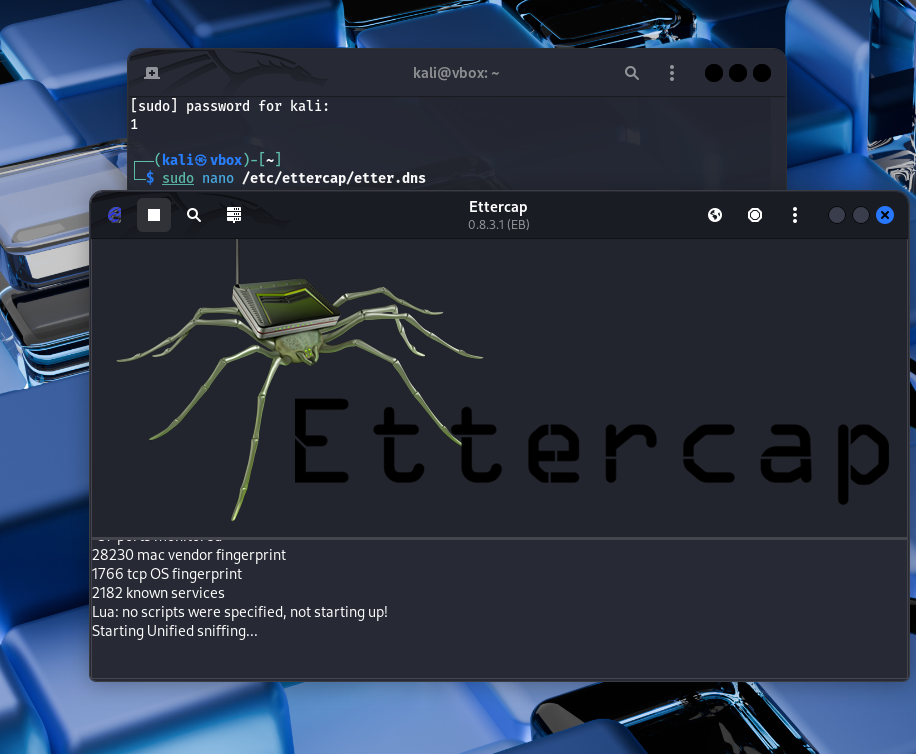 kali@vbox: ~
[sudo] password for kali:
1
(kali㉿vbox)-[~]
$ sudo nano /etc/ettercap/etter.dns
Ettercap
0.8.3.1 (EB)
Ettercap
ports monitored
28230 mac vendor fingerprint
1766 tcp OS fingerprint
2182 known services
Lua: no scripts were specified, not starting up!
Starting Unified sniffing...